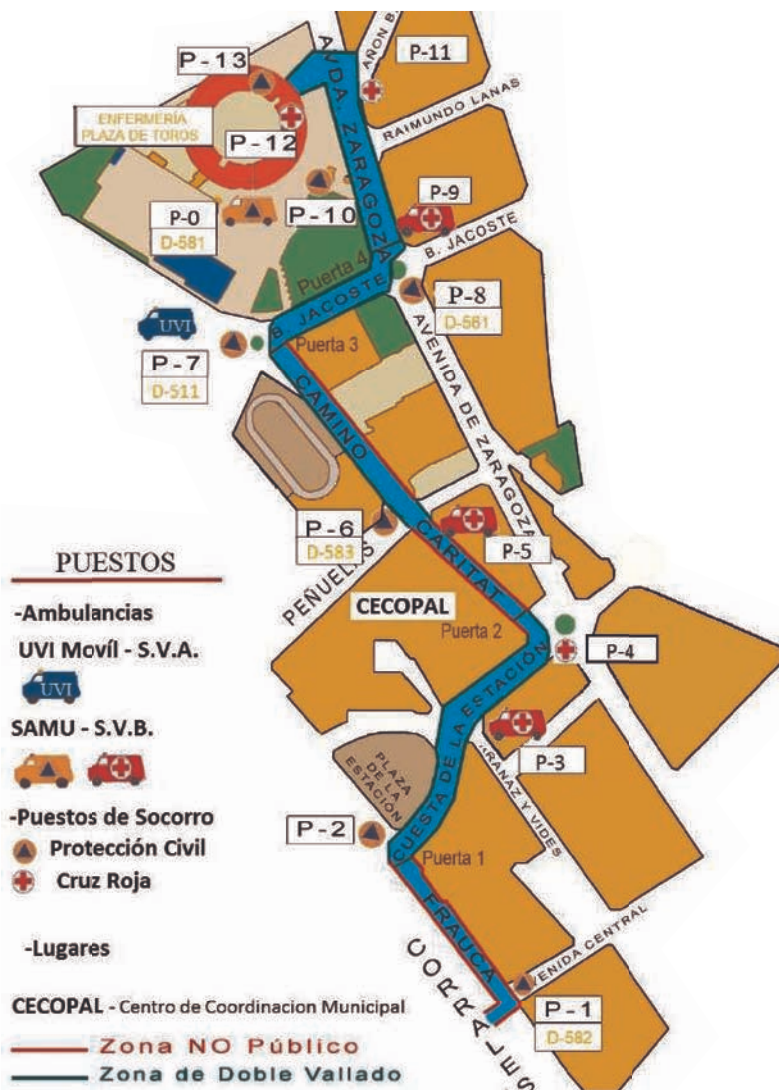 P-13
AVDA. ZARAGOZA
AÑON B.
P-11
RAIMUNDO LANAS
ENFERMERÍA
PLAZA DE TOROS
P-12
P-9
P-0
D-581
P-10
B. JACOSTE
Puerta 4
P-8
D-561
UVI
B. JACOSTE
Puerta 3
P-7
D-511
AVENIDA DE ZARAGOZA
CAMINO CARITAT
P-6
D-583
P-5
PEÑUELAS
PUESTOS
-Ambulancias
UVI Movíl - S.V.A.
UVI
SAMU - S.V.B.
-Puestos de Socorro
Protección Civil
Cruz Roja
-Lugares
CECOPAL - Centro de Coordinacion Municipal
Zona NO Público
Zona de Doble Vallado
CECOPAL
Puerta 2
P-4
CUESTA DE LA ESTACIÓN
P-3
ARANAZ Y VIDES
PLAZA
DE LA
ESTACIÓN
P-2
Puerta 1
FRAUCA
AVENIDA CENTRAL
CORRALES
P-1
D-582